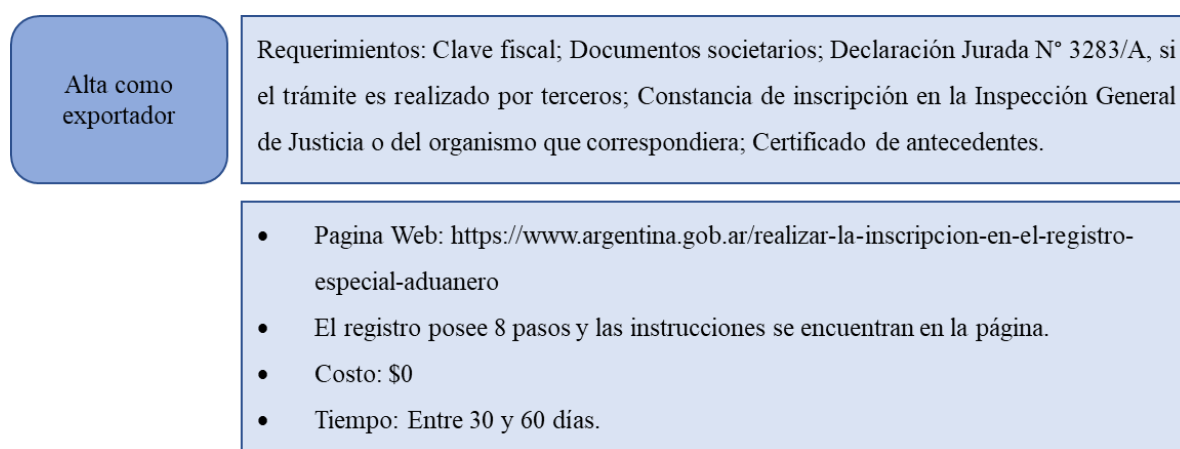 Alta como
exportador
Requerimientos: Clave fiscal; Documentos societarios; Declaración Jurada N° 3283/A, si
el trámite es realizado por terceros; Constancia de inscripción en la Inspección General
de Justicia o del organismo que correspondiera; Certificado de antecedentes.
• Pagina Web: https://www.argentina.gob.ar/realizar-la-inscripcion-en-el-registro-
especial-aduanero
• El registro posee 8 pasos y las instrucciones se encuentran en la página.
• Costo: $0
• Tiempo: Entre 30 y 60 días.